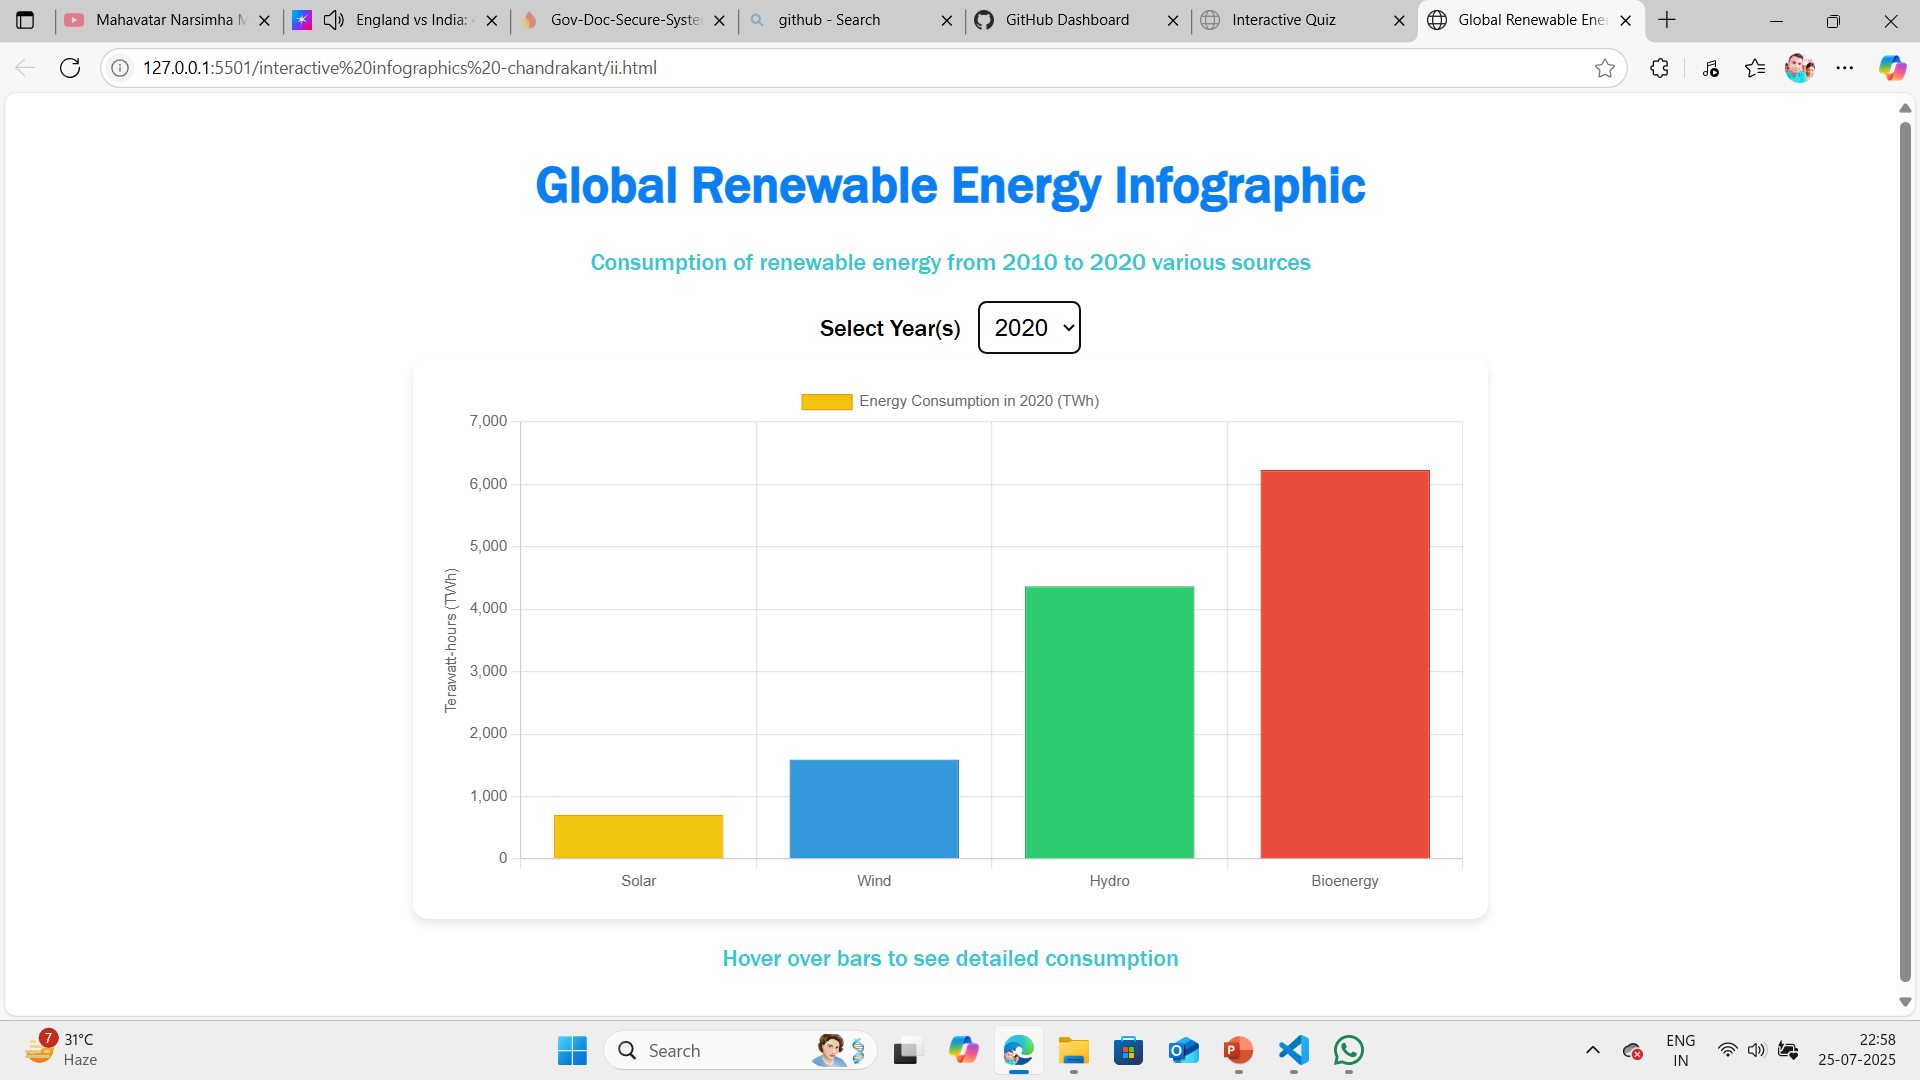 Mahavatar Narsimha M
England vs India:
Gov-Doc-Secure-Syste
github - Search
GitHub Dashboard
Interactive Quiz
Global Renewable Ener
127.0.0.1:5501/interactive%20infographics%20-chandrakant/ii.html
Global Renewable Energy Infographic
Consumption of renewable energy from 2010 to 2020 various sources
Select Year(s) 2020
Energy Consumption in 2020 (TWh)
Terawatt-hours (TWh)
7,000
6,000
5,000
4,000
3,000
2,000
1,000
0
Solar Wind Hydro Bioenergy
Hover over bars to see detailed consumption
7
31°C
Haze
Search
ENG
IN
22:58
25-07-2025